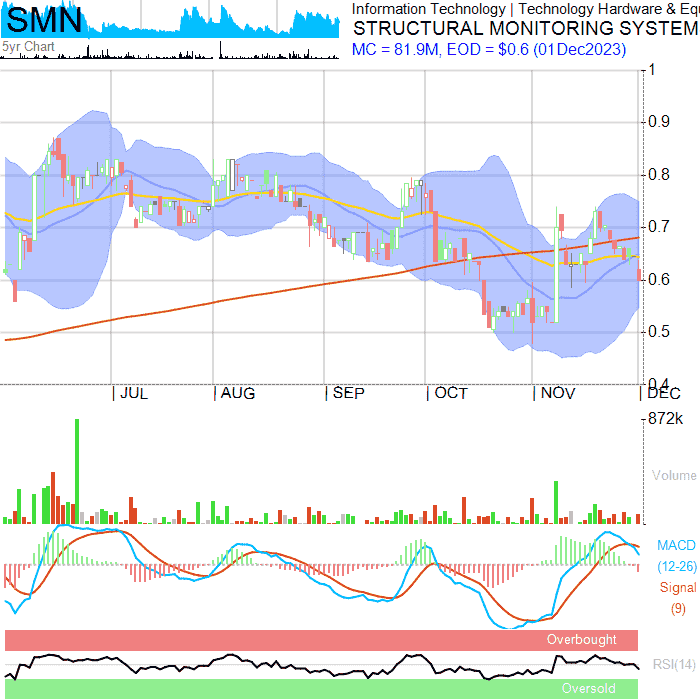 SMN
5yr Chart
Information Technology | Technology Hardware & Eq
STRUCTURAL MONITORING SYSTEM
MC = 81.9M, EOD = $0.6 (01Dec2023)
1
0.9
0.8
0.7
0.6
0.5
0.4
JUL AUG SEP OCT NOV DEC
872k
Volume
MACD
(12-26)
Signal
(9)
Overbought
RSI(14)
Oversold